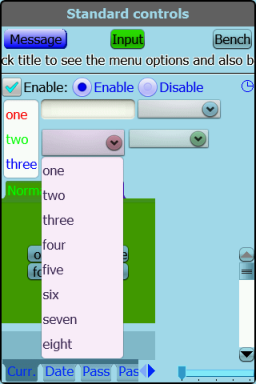 Standard controls
Message Input Bench
ck title to see the menu options and also b
Enable: Enable Disable
one
two
three
Norma
one
two
three
four
five
six
seven
eight
o e
fo
Curr. Date Pass Pas